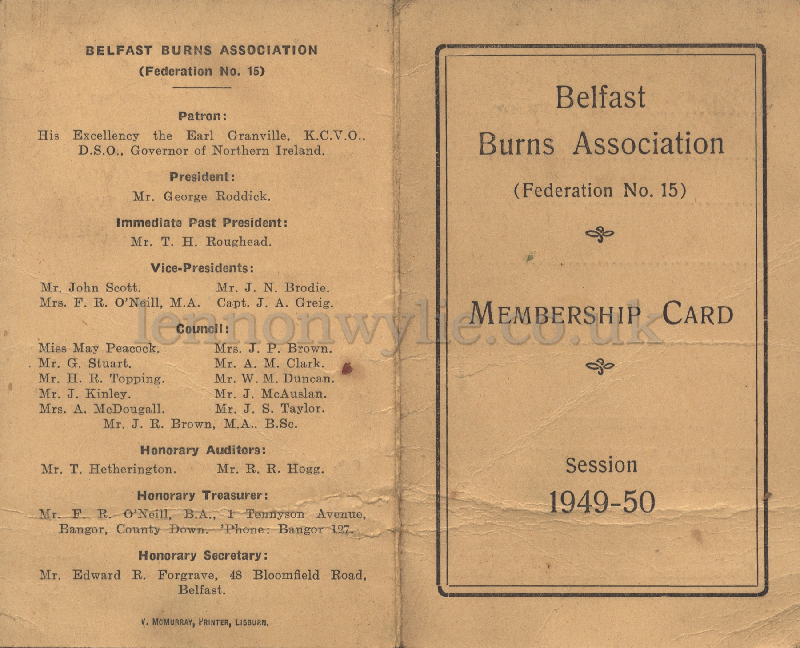 BELFAST BURNS ASSOCIATION
(Federation No. 15)
Patron:
His Excellency the Earl Granville, K.C.V.O.,
D.S.O., Governor of Northern Ireland.
President:
Mr. George Roddick.
Immediate Past President:
Mr. T. H. Roughead.
Vice-Presidents:
Mr. John Scott. Mr. J. N. Brodie.
Mrs. F. R. O'Neill, M.A. Capt. J. A. Greig.
Council:
Miss May Peacock. Mrs. J. P. Brown.
Mr. G. Stuart. Mr. A. M. Clark.
Mr. H. R. Topping. Mr. W. M. Duncan.
Mr. J. Kinley. Mr. J. McAuslan.
Mrs. A. McDougall. Mr. J. S. Taylor.
Mr. J. R. Brown, M.A., B.Sc.
Honorary Auditors:
Mr. T. Hetherington. Mr. R. R. Hogg.
Honorary Treasurer:
Mr. F. R. O'Neill, B.A., 1 Tennyson Avenue,
Bangor, County Down. 'Phone: Bangor 127.
Honorary Secretary:
Mr. Edward R. Forgrave, 48 Bloomfield Road,
Belfast.
V. McMURRAY, PRINTER, LISBURN.
Belfast
Burns Association
(Federation No. 15)
MEMBERSHIP CARD
Session
1949-50
lennonwylie.co.uk